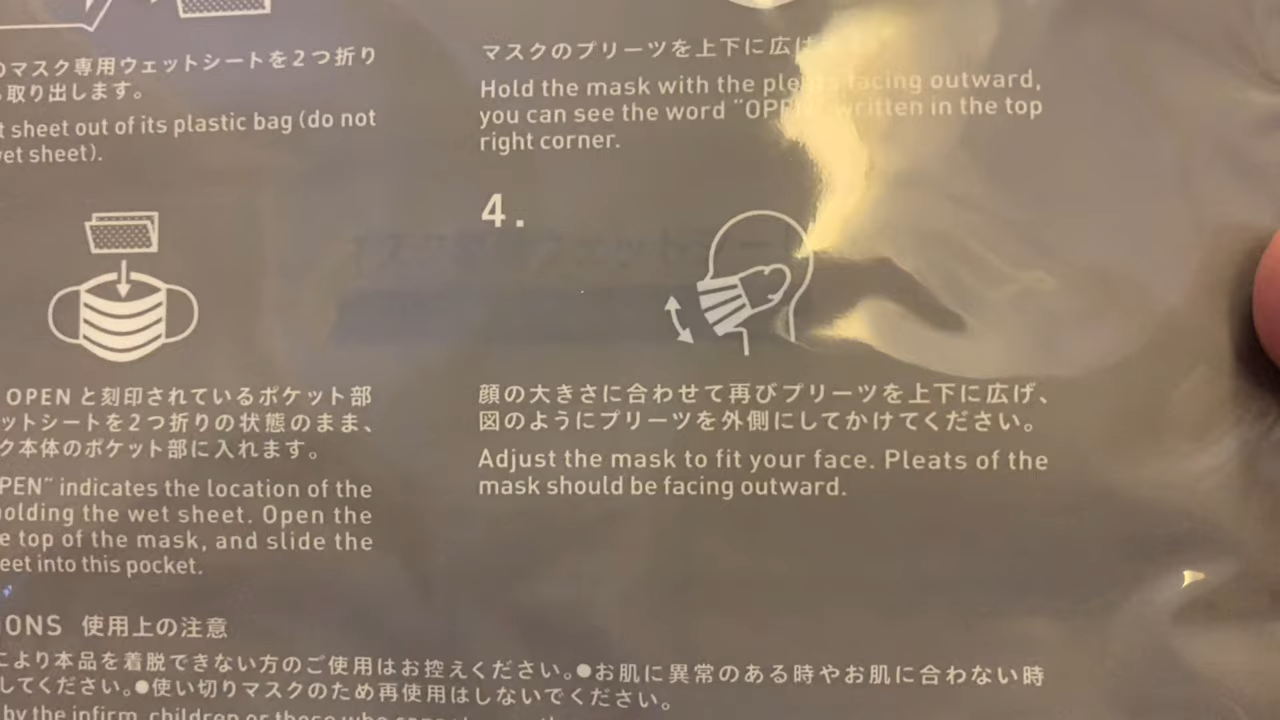 マスク専用ウェットシートを2つ折り
取り出します。
sheet out of its plastic bag (do not
wet sheet).
OPENと刻印されているポケット部
ットシートを2つ折りの状態のまま、
ク本体のポケット部に入れます。
PEN" indicates the location of the
holding the wet sheet. Open the
top of the mask, and slide the
eet into this pocket.
マスクのプリーツを上下に広げ
Hold the mask with the pleats facing outward,
you can see the word "OPEN" written in the top
right corner.
4.
顔の大きさに合わせて再びプリーツを上下に広げ、
図のようにプリーツを外側にしてかけてください。
Adjust the mask to fit your face. Pleats of the
mask should be facing outward.
ONS 使用上の注意
により本品を着脱できない方のご使用はお控えください。●お肌に異常のある時やお肌に合わない時
してください。●使い切りマスクのため再使用はしないでください。
by the infirm, children or those who